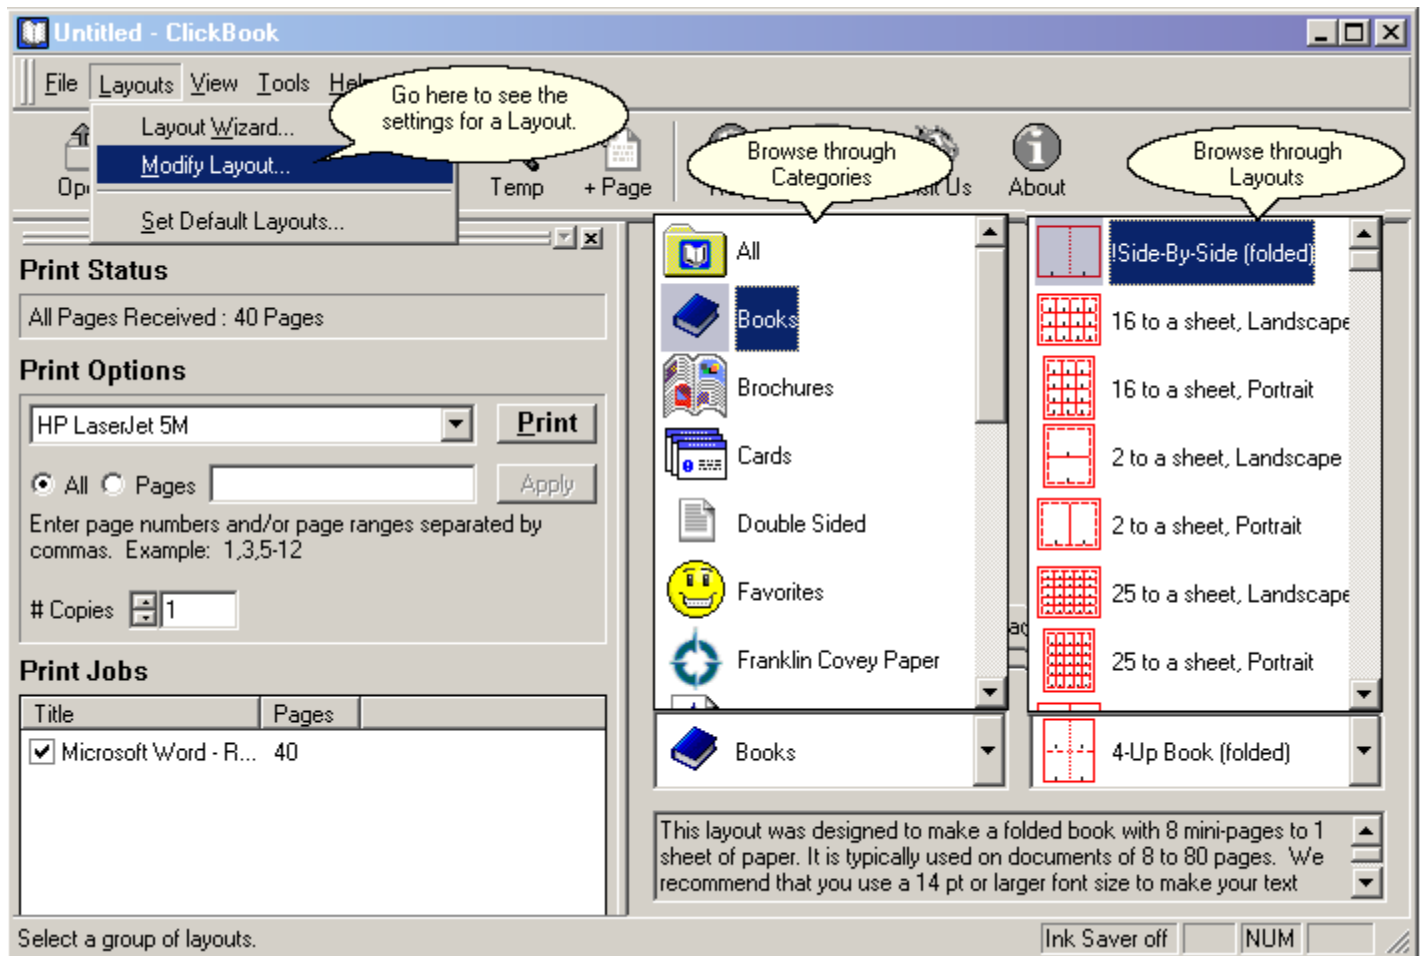 Untitled - ClickBook
File Layouts View Tools
Go here to see the
settings for a Layout.
Layout Wizard...
Modify Layout...
Set Default Layouts...
Temp
+ Page
Browse through
Categories
Us
About
Browse through
Layouts
Print Status
All Pages Received : 40 Pages
Print Options
HP LaserJet 5M
Print
All
Pages
Apply
Enter page numbers and/or page ranges separated by
commas. Example: 1,3,5-12
# Copies
1
Print Jobs
Title
Pages
Microsoft Word - R...
40
All
Books
Brochures
Cards
Double Sided
Favorites
Franklin Covey Paper
Books
!Side-By-Side (folded)
16 to a sheet, Landscape
16 to a sheet, Portrait
2 to a sheet, Landscape
2 to a sheet, Portrait
25 to a sheet, Landscape
25 to a sheet, Portrait
4-Up Book (folded)
This layout was designed to make a folded book with 8 mini-pages to 1
sheet of paper. It is typically used on documents of 8 to 80 pages. We
recommend that you use a 14 pt or larger font size to make your text
Select a group of layouts.
Ink Saver off
NUM